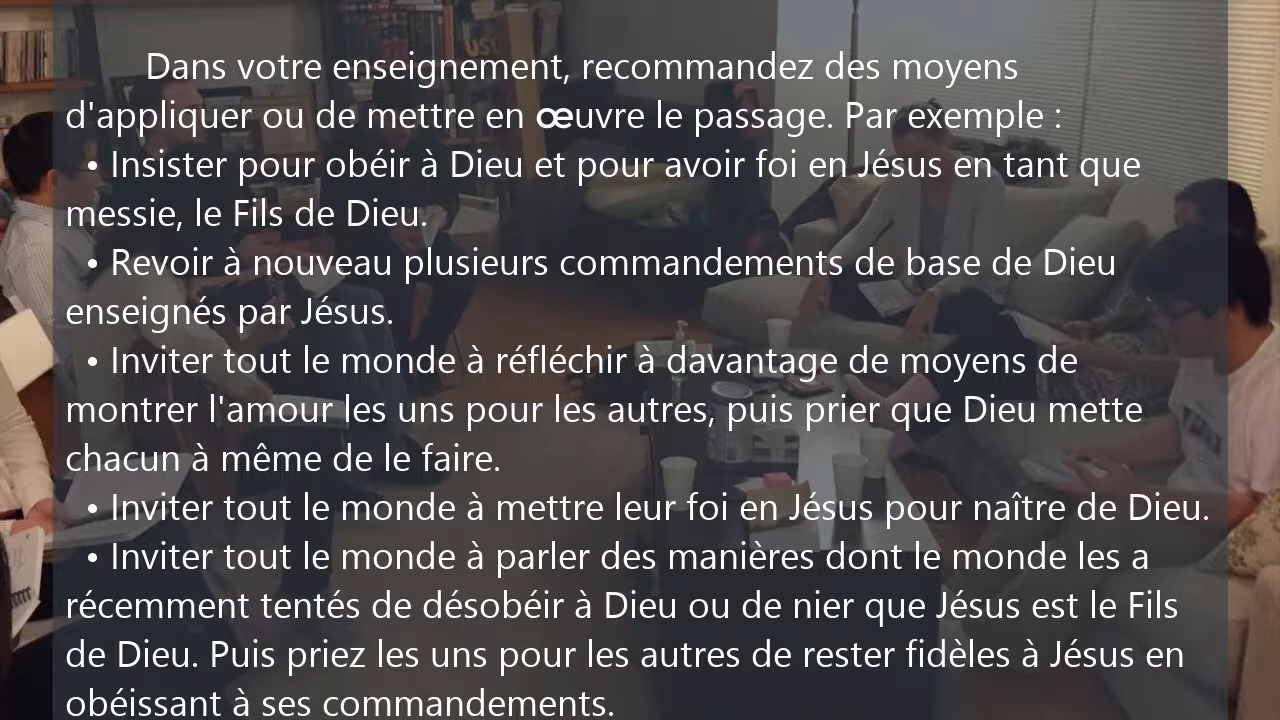 Dans votre enseignement, recommandez des moyens
d'appliquer ou de mettre en œuvre le passage. Par exemple :
• Insister pour obéir à Dieu et pour avoir foi en Jésus en tant que
messie, le Fils de Dieu.
• Revoir à nouveau plusieurs commandements de base de Dieu
enseignés par Jésus.
• Inviter tout le monde à réfléchir à davantage de moyens de
montrer l'amour les uns pour les autres, puis prier que Dieu mette
chacun à même de le faire.
• Inviter tout le monde à mettre leur foi en Jésus pour naître de Dieu.
• Inviter tout le monde à parler des manières dont le monde les a
récemment tentés de désobéir à Dieu ou de nier que Jésus est le Fils
de Dieu. Puis priez les uns pour les autres de rester fidèles à Jésus en
obéissant à ses commandements.